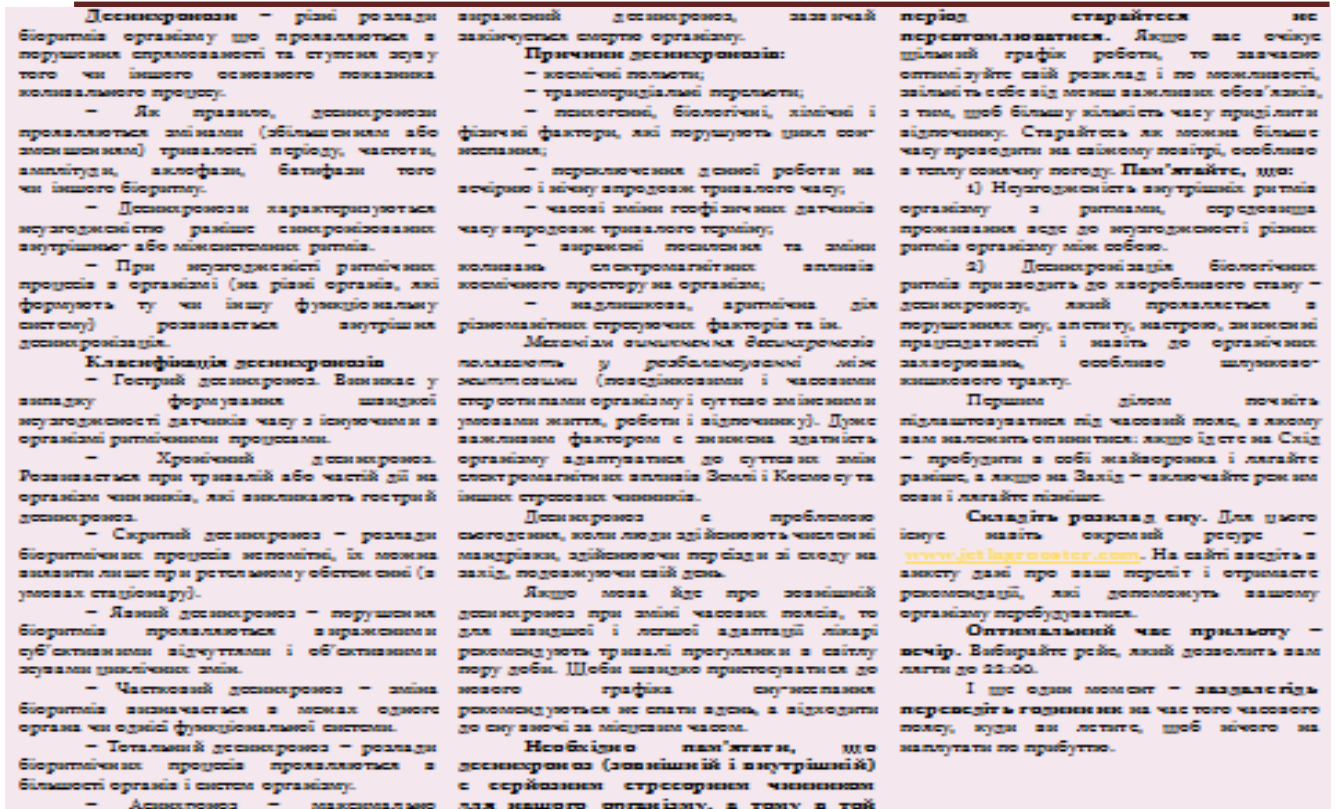 Десинхронози – різні розлади
біоритмів організму що проявляються в
порушення спрямованості та ступеня зсуву
того чи іншого основного показника
коливального процесу.
– Як правило, десинхронози
проявляються змінами (збільшенням або
зменшенням) тривалості періоду, частоти,
амплітуди, аклофази, батифази того
чи іншого біоритму.
– Десинхронози характеризуються
неузгодженістю раніше синхронізованих
внутрішньо- або міжсистемних ритмів.
– При неузгодженісті ритмічних
процесів в організмі (на рівні органів, які
формують ту чи іншу функціональну
систему) розвивається внутрішня
десинхронізація.
Класифікація десинхронозів
– Гострий десинхроноз. Виникає у
випадку формування швидкої
неузгодженості датчиків часу з існуючими в
організмі ритмічними процесами.
– Хронічний десинхроноз.
Розвивається при тривалій або частій дії на
організм чинників, які викликають гострий
десинхроноз.
– Скритий десинхроноз – розлади
біоритмічних процесів непомітні, їх можна
виявити лише при ретельному обстеженні (в
умовах стаціонару).
– Явний десинхроноз – порушення
біоритмів проявляються вираженими
суб'єктивними відчуттями і об'єктивними
зсувами циклічних змін.
– Частковий десинхроноз – зміна
біоритмів визначається в межах одного
органа чи однієї функціональної системи.
– Тотальний десинхроноз – розлади
біоритмічних процесів проявляються в
більшості органів і систем організму.
– Асинхроноз – максимально
виражений десинхроноз, зазвичай
закінчується смертю організму.
Причини десинхронозів:
– космічні польоти;
– трансмеридіальні перельоти;
– психогенні, біологічні, хімічні і
фізичні фактори, які порушують цикл сон-
неспання;
– переключення денної роботи на
вечірню і нічну впродовж тривалого часу;
– часові зміни геофізичних датчиків
часу впродовж тривалого терміну;
– виражені посилення та зміни
коливань електромагнітних впливів
космічного простору на організм;
– надлишкова, аритмічна дія
різноманітних стресуючих факторів та ін.
Механізм виникнення десинхронозів
полягають у розбалансуванні між
життєвими (поведінковими і часовими
стереотипами організму і суттєво зміненими
умовами життя, роботи і відпочинку). Дуже
важливим фактором є знижена здатність
організму адаптуватися до суттєвих змін
електромагнітних впливів Землі і Космосу та
інших стресових чинників.
Десинхроноз є проблемою
сьогодення, коли люди здійснюють численні
мандрівки, здійснюючи переїзди зі сходу на
захід, подовжуючи свій день.
Якщо мова йде про зовнішній
десинхроноз при зміні часових поясів, то
для швидшої і легшої адаптації лікарі
рекомендують тривалі прогулянки в світлу
пору доби. Щоби швидко пристосуватися до
нового графіка сну-неспання
рекомендуються не спати вдень, а відходити
до сну вночі за місцевим часом.
Необхідно пам'ятати, що
десинхроноз (зовнішній і внутрішній)
є серйозним стресорним чинником
для нашого організму, а тому в той
період старайтеся не
перевтомлюватися. Якщо вас очікує
щільний графік роботи, то завчасно
оптимізуйте свій розклад і по можливості,
звільніть себе від менш важливих обов'язків,
з тим, щоб більшу кількість часу приділити
відпочинку. Старайтесь як можна більше
часу проводити на свіжому повітрі, особливо
в теплу сонячну погоду. Пам'ятайте, що:
1) Неузгодженість внутрішніх ритмів
організму з ритмами, середовища
проживання веде до неузгодженості різних
ритмів організму між собою.
2) Десинхронізація біологічних
ритмів призводить до хворобливого стану –
десинхронозу, який проявляється в
порушеннях сну, апетиту, настрою, зниженні
працездатності і навіть до органічних
захворювань, особливо шлунково-
кишкового тракту.
Першим ділом почніть
підлаштовуватися під часовий пояс, в якому
вам належить опинитися: якщо їдете на Схід
– пробудити в собі жайворонка і лягайте
раніше, а якщо на Захід – включайте режим
сови і лягайте пізніше.
Складіть розклад сну. Для цього
існує навіть окремий ресурс –
www.jetlagrooster.com. На сайті введіть в
анкету дані про ваш переліт і отримаєте
рекомендації, які допоможуть вашому
організму перебудуватися.
Оптимальний час прильоту –
вечір. Вибирайте рейс, який дозволить вам
лягти до 22:00.
І ще один момент – заздалегідь
переведіть годинник на час того часового
поясу, куди ви летите, щоб нічого на
наплутати по прибуттю.